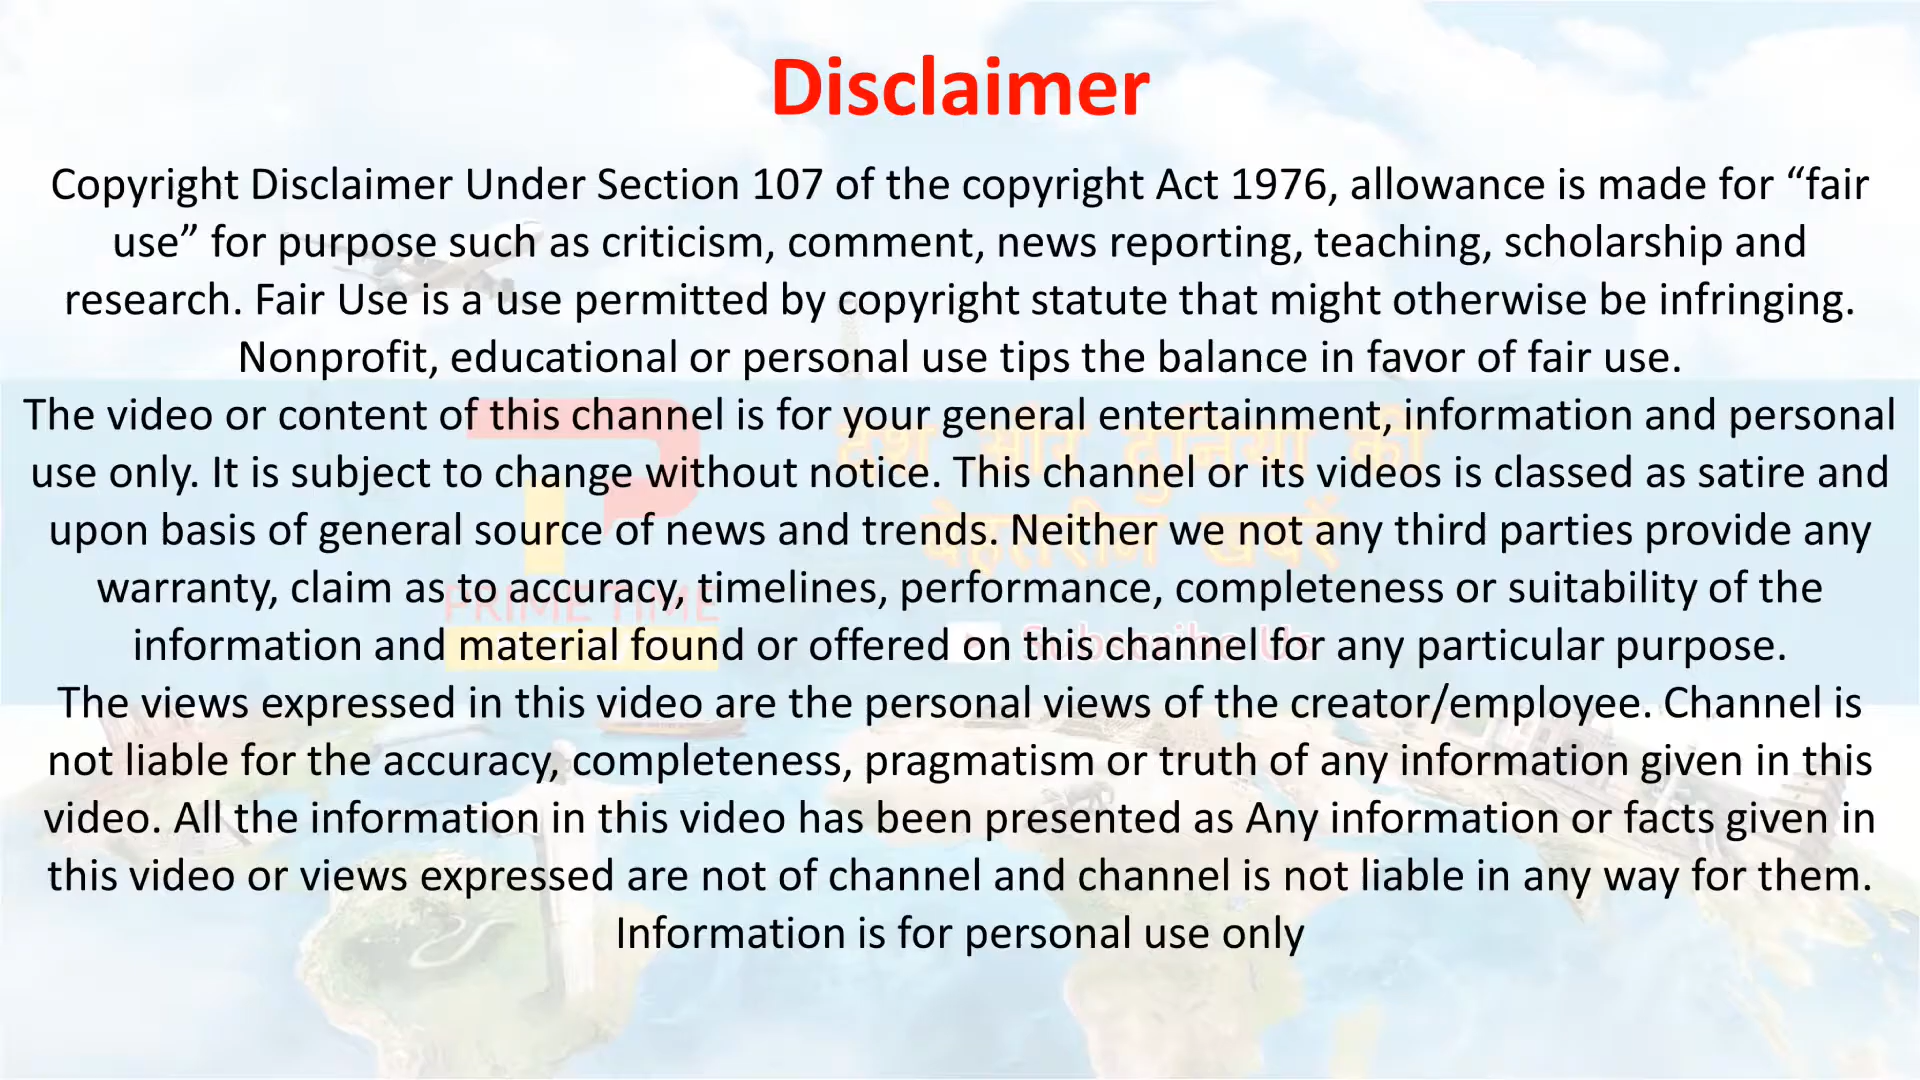 Disclaimer
Copyright Disclaimer Under Section 107 of the copyright Act 1976, allowance is made for “fair
use” for purpose such as criticism, comment, news reporting, teaching, scholarship and
research. Fair Use is a use permitted by copyright statute that might otherwise be infringing.
Nonprofit, educational or personal use tips the balance in favor of fair use.
The video or content of this channel is for your general entertainment, information and personal
use only. It is subject to change without notice. This channel or its videos is classed as satire and
upon basis of general source of news and trends. Neither we not any third parties provide any
warranty, claim as to accuracy, timelines, performance, completeness or suitability of the
information and material found or offered on this channel for any particular purpose.
The views expressed in this video are the personal views of the creator/employee. Channel is
not liable for the accuracy, completeness, pragmatism or truth of any information given in this
video. All the information in this video has been presented as Any information or facts given in
this video or views expressed are not of channel and channel is not liable in any way for them.
Information is for personal use only
देश और दुनिया की
बेहतरीन खबरें
PRIME TIME
Subscribe Us